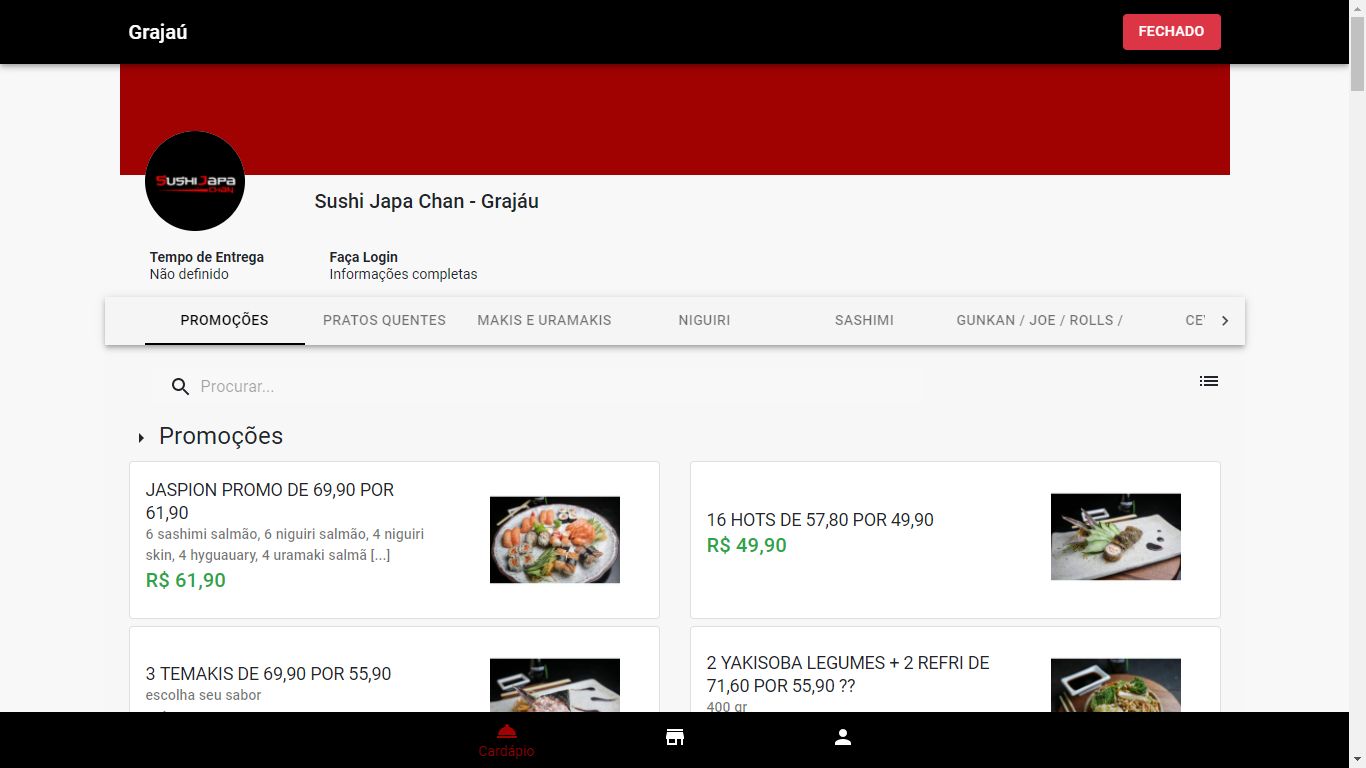 Grajaú
FECHADO
SUSHI JAPA
CHAN
Sushi Japa Chan - Grajáu
Tempo de Entrega
Não definido
Faça Login
Informações completas
PROMOÇÕES
PRATOS QUENTES
MAKIS E URAMAKIS
NIGUIRI
SASHIMI
GUNKAN / JOE / ROLLS /
Procurar...
Promoções
JASPION PROMO DE 69,90 POR
61,90
6 sashimi salmão, 6 niguiri salmão, 4 niguiri
skin, 4 hyguauary, 4 uramaki salmã [...]
R$ 61,90
16 HOTS DE 57,80 POR 49,90
R$ 49,90
3 TEMAKIS DE 69,90 POR 55,90
escolha seu sabor
2 YAKISOBA LEGUMES + 2 REFRI DE
71,60 POR 55,90 ??
400 gr
Cardápio